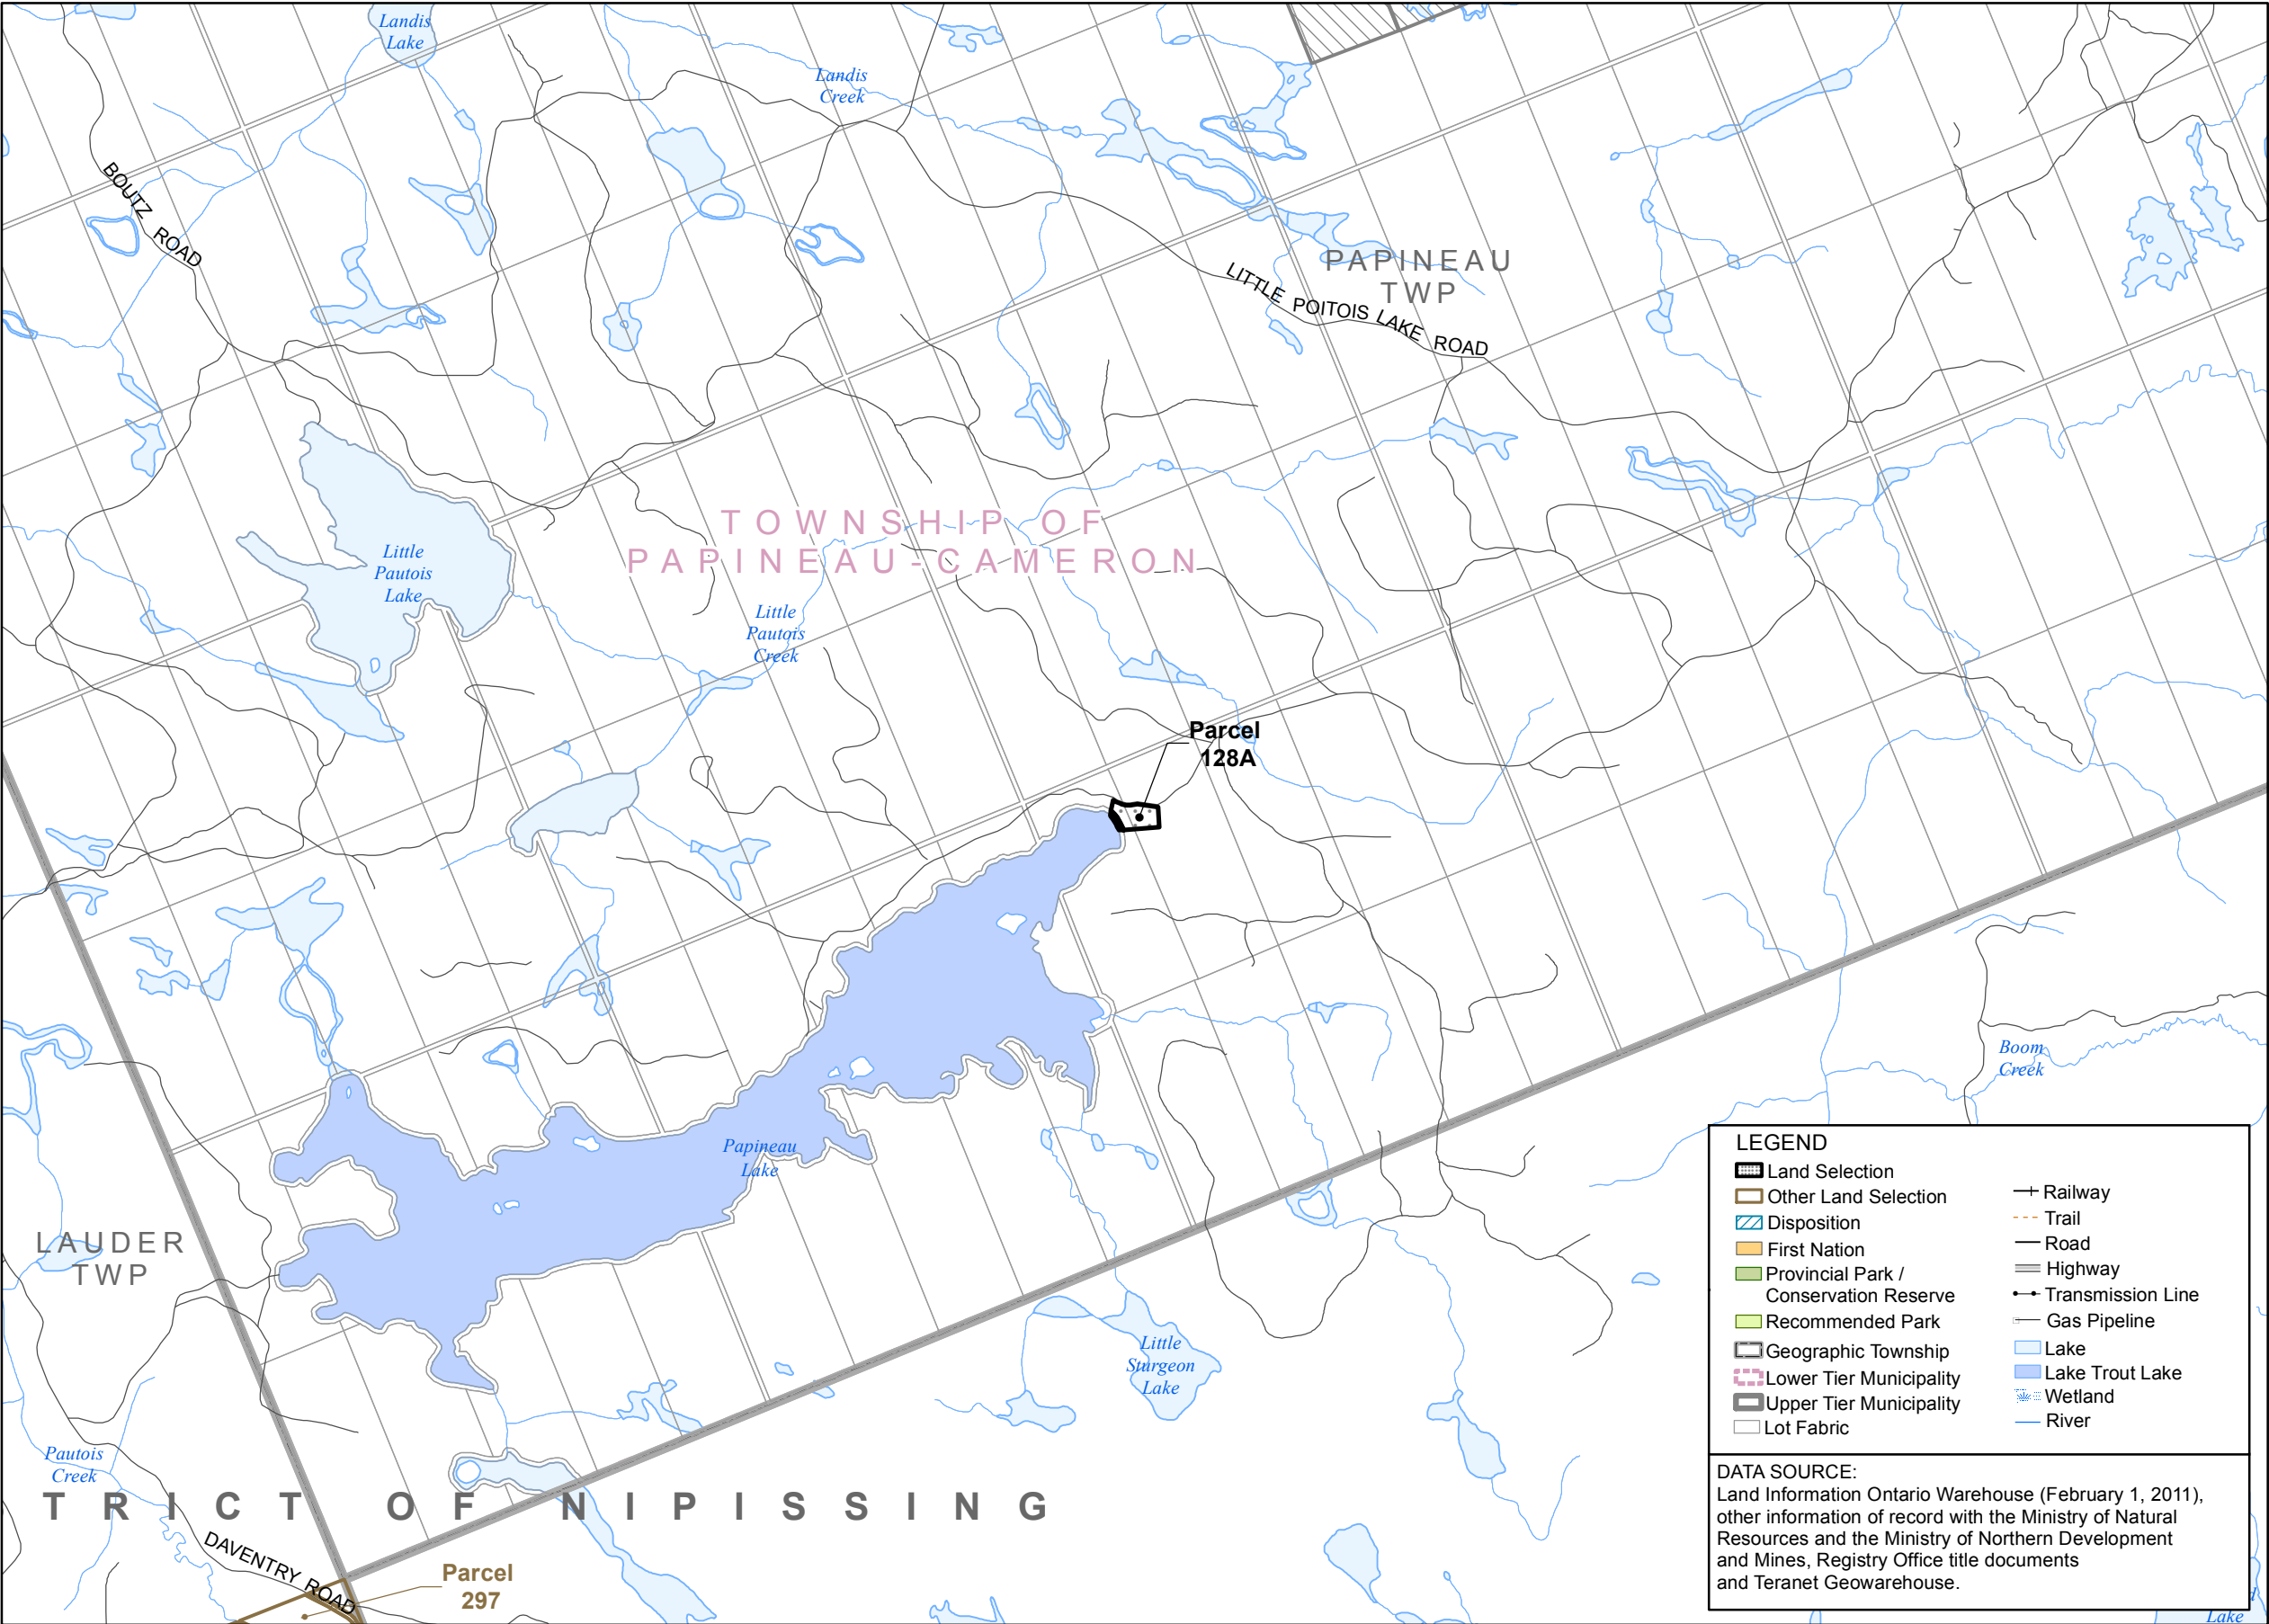 Landis
Lake
Landis
Creek
BOUTZ ROAD
PAPINEAU
TWP
LITTLE POITOIS LAKE ROAD
TOWNSHIP OF
PAPINEAU-CAMERON
Little
Pautois
Lake
Little
Pautois
Creek
Parcel
128A
Boom
Creek
Papineau
Lake
LAUDER
TWP
Little
Sturgeon
Lake
Pautois
Creek
TRICT OF NIPISSING
DAVENTRY ROAD
Parcel
297
LEGEND
Land Selection
Other Land Selection
Disposition
First Nation
Provincial Park /
Conservation Reserve
Recommended Park
Geographic Township
Lower Tier Municipality
Upper Tier Municipality
Lot Fabric
Railway
Trail
Road
Highway
Transmission Line
Gas Pipeline
Lake
Lake Trout Lake
Wetland
River
DATA SOURCE:
Land Information Ontario Warehouse (February 1, 2011),
other information of record with the Ministry of Natural
Resources and the Ministry of Northern Development
and Mines, Registry Office title documents
and Teranet Geowarehouse.
Lake